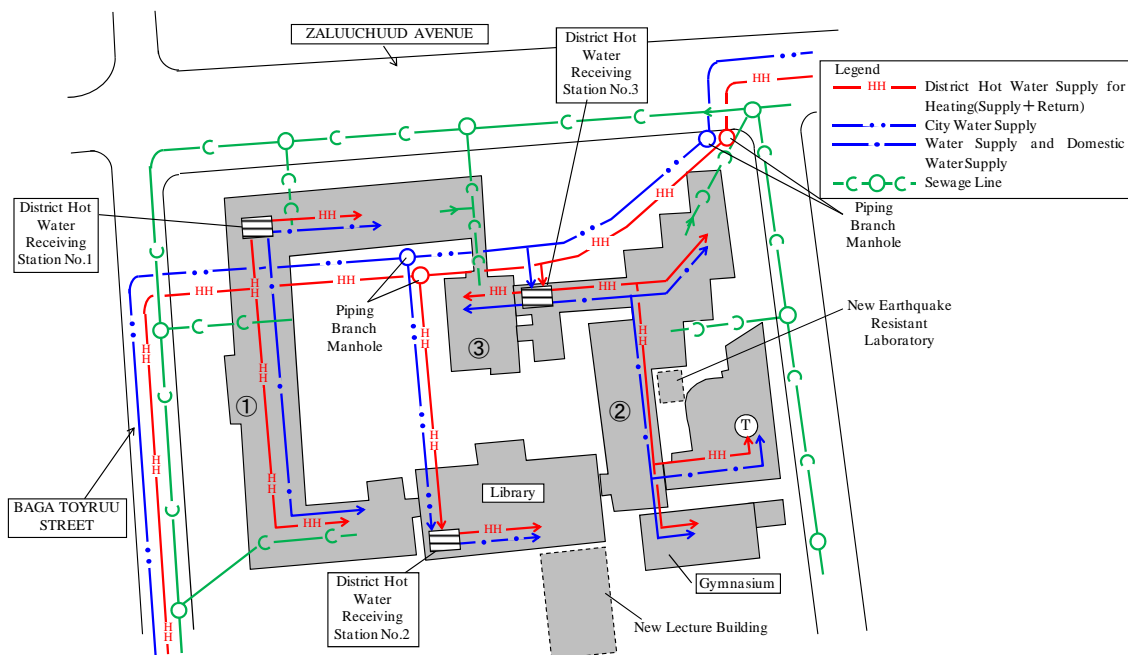 ZALUUCHUUD AVENUE
District Hot
Water
Receiving
Station No.3
Legend
HH
District Hot Water Supply for
Heating(Supply+Return)
City Water Supply
Water Supply and Domestic
Water Supply
Sewage Line
Piping
Branch
Manhole
District Hot
Water
Receiving
Station No.1
HH
HH
HH
HH
HH
HH
HH
HH
HH
Piping
Branch
Manhole
③
New Earthquake
Resistant
Laboratory
HH
HH
HH
HH
①
②
T
HH
HH
BAGA TOYRUU
STREET
HH
Library
HH
HH
HH
HH
Gymnasium
District Hot
Water
Receiving
Station No.2
New Lecture Building
HH